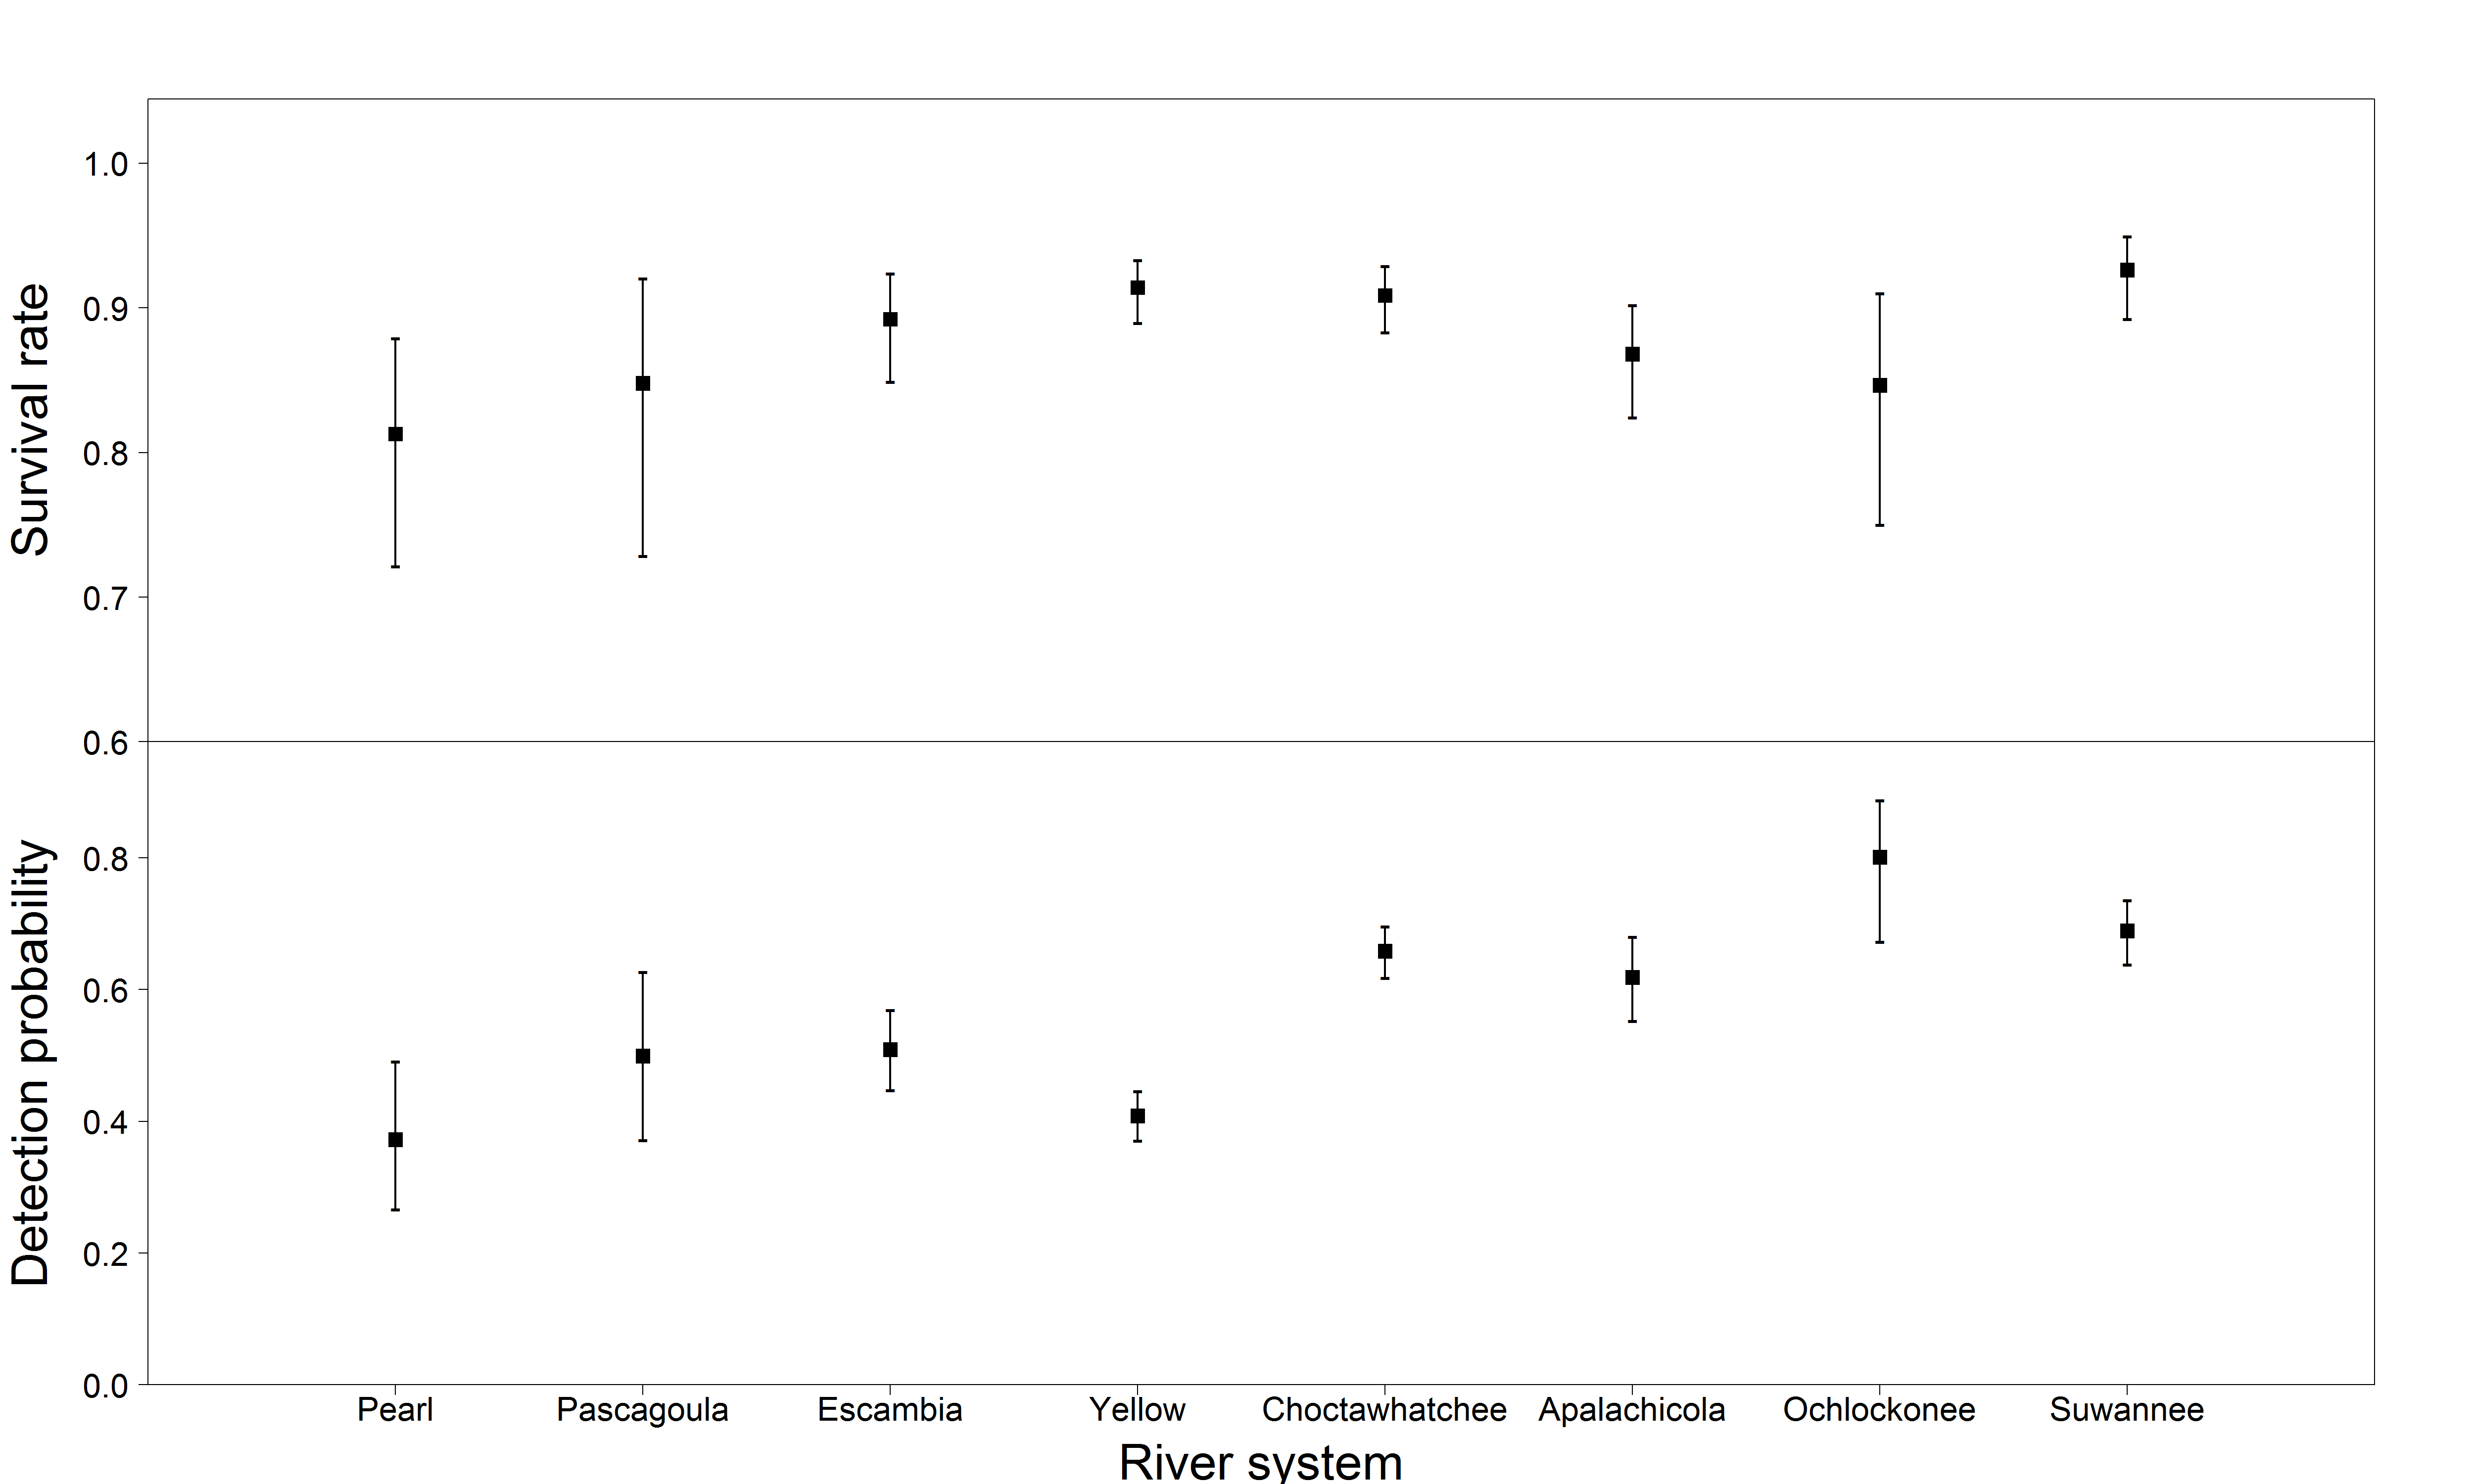 Survival rate
1.0
0.9
0.8
0.7
0.6
Detection probability
0.8
0.6
0.4
0.2
0.0
Pearl Pascagoula Escambia Yellow Choctawhatchee Apalachicola Ochlockonee Suwannee
River system